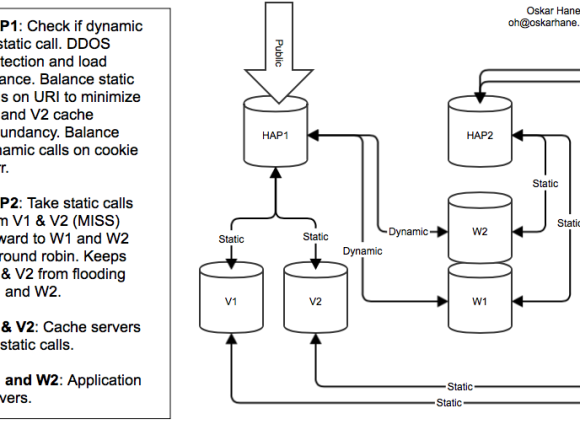 P1: Check if dynamic
static call. DDOS
tection and load
ance. Balance static
s on URI to minimize
and V2 cache
undancy. Balance
namic calls on cookie
rr.
P2: Take static calls
m V1 & V2 (MISS)
ward to W1 and W2
round robin. Keeps
& V2 from flooding
and W2.
& V2: Cache servers
static calls.
and W2: Application
vers.
Oskar Hane
oh@oskarhane.
Public
HAP1
HAP2
Static
Static
W2
Dynamic
Dynamic
Static
Static
V1
V2
W1
Static
Static